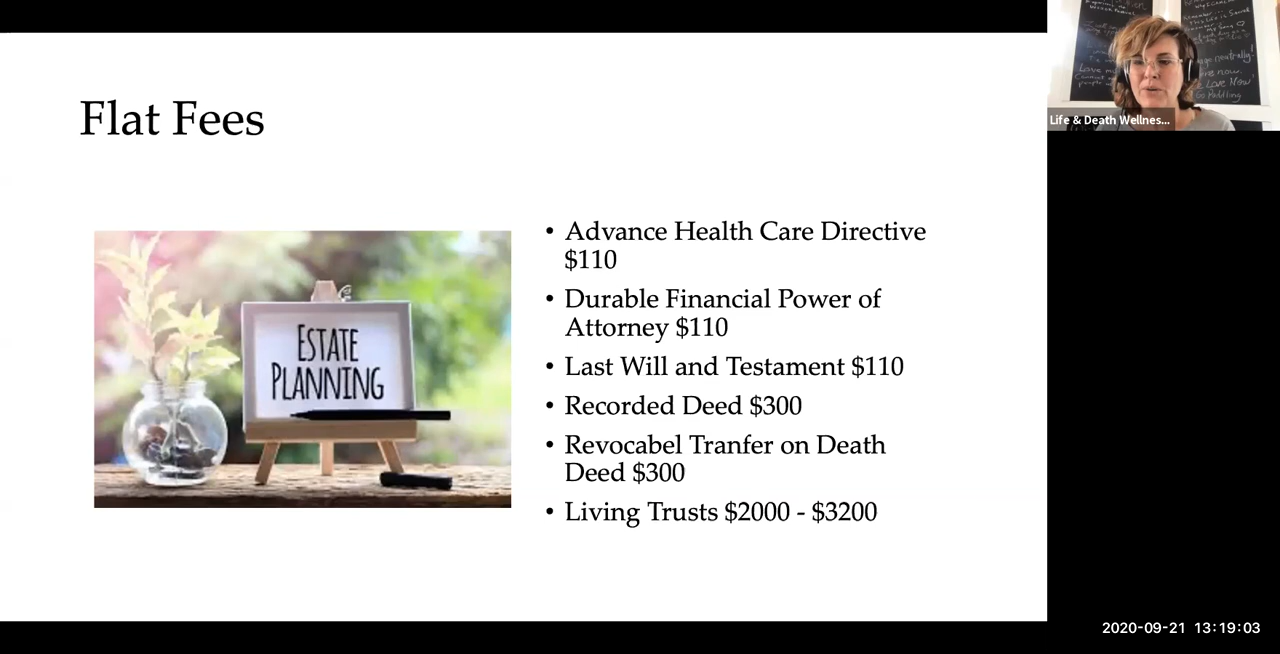 Flat Fees
ESTATE
PLANNING
• Advance Health Care Directive
$110
• Durable Financial Power of
Attorney $110
• Last Will and Testament $110
• Recorded Deed $300
• Revocabel Tranfer on Death
Deed $300
• Living Trusts $2000 - $3200
Life & Death Wellnes...
2020-09-21 13:19:03